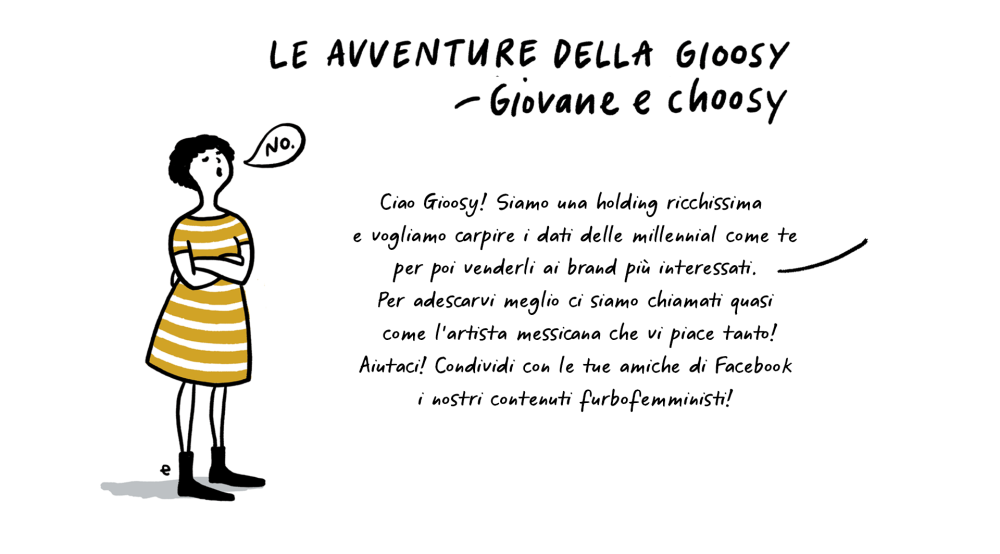 LE AVVENTURE DELLA GIOOSY
– Giovane e choosy
NO.
Ciao Gioosy! Siamo una holding ricchissima
e vogliamo carpire i dati delle millennial come te
per poi venderli ai brand più interessati.
Per adescarvi meglio ci siamo chiamati quasi
come l'artista messicana che vi piace tanto!
Aiutaci! Condividi con le tue amiche di Facebook
i nostri contenuti furbofemministi!
e